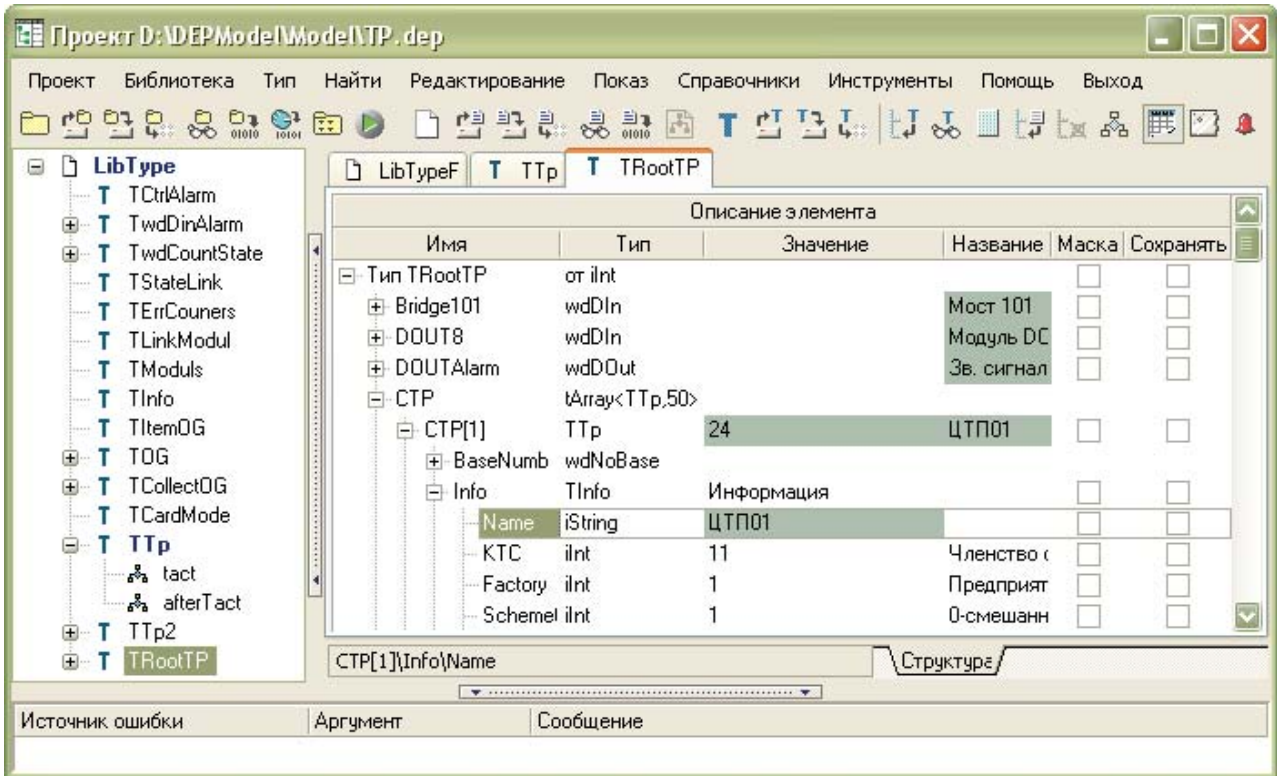 Проект D:\DEPModel\Model\TP.dep
Проект Библиотека Тип Найти Редактирование Показ Справочники Инструменты Помощь Выход
LibType
TCtrlAlarm
TwdDinAlarm
TwdCountState
TStateLink
TErrCouners
TLinkModul
TModuls
TInfo
TItemOG
TOG
TCollectOG
TCardMode
TTp
tact
afterTact
TTp2
TRootTP
LibTypeF T TTp T TRootTP
Описание элемента
Имя Тип Значение Название Маска Сохранять
Тип TRootTP от iInt
Bridge101 wdDIn Мост 101
DOUT8 wdDIn Модуль DO
DOUTAlarm wdDOut Зв. сигнал
CTP tArray<TTp,50>
CTP[1] TTp 24 ЦТП01
BaseNumb wdNoBase
Info TInfo Информация
Name iString ЦТП01
KTC iInt 11 Членство с
Factory iInt 1 Предприят
Scheme iInt 1 0-смешанн
CTP[1]\Info\Name Структура
Источник ошибки Аргумент Сообщение